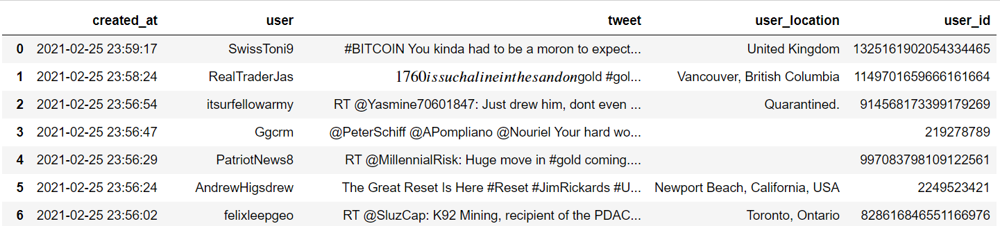 created_at user tweet user_location user_id
0 2021-02-25 23:59:17 SwissToni9 #BITCOIN You kinda had to be a moron to expect... United Kingdom 1325161902054334465
1 2021-02-25 23:58:24 RealTraderJas 1760issuchalineinthesandongold #gol... Vancouver, British Columbia 1149701659666161664
2 2021-02-25 23:56:54 itsurfellowarmy RT @Yasmine70601847: Just drew him, dont even ... Quarantined. 914568173399179269
3 2021-02-25 23:56:47 Ggcrm @PeterSchiff @APompliano @Nouriel Your hard wo... 219278789
4 2021-02-25 23:56:29 PatriotNews8 RT @MillennialRisk: Huge move in #gold coming.... 997083798109122561
5 2021-02-25 23:56:24 AndrewHigsdrew The Great Reset Is Here #Reset #JimRickards #U... Newport Beach, California, USA 2249523421
6 2021-02-25 23:56:02 felixleepgeo RT @SluzCap: K92 Mining, recipient of the PDAC... Toronto, Ontario 828616846551166976